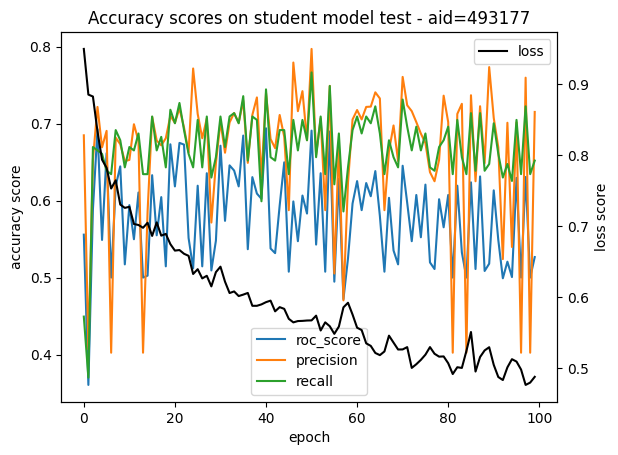 Accuracy scores on student model test - aid=493177
loss
0.8
0.7
0.6
0.5
0.4
accuracy score
0.9
0.8
0.7
0.6
0.5
loss score
roc_score
precision
recall
0 20 40 60 80 100
epoch